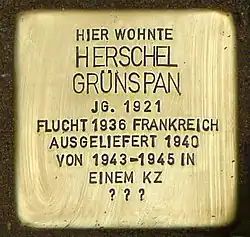 HIER WOHNTE
HERSCHEL
GRÜNSPAN
JG. 1921
FLUCHT 1936 FRANKREICH
AUSGELIEFERT 1940
VON 1943-1945 IN
EINEM KZ
? ? ?